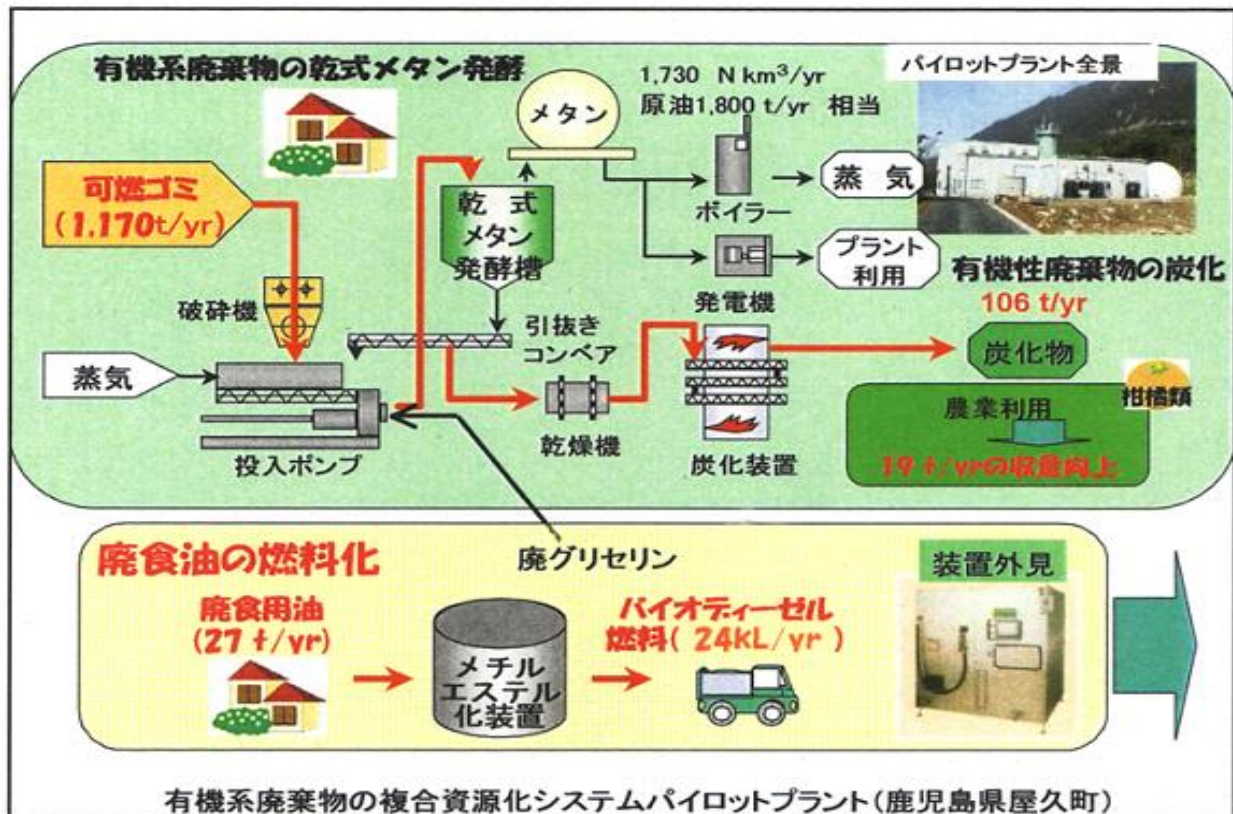 有機系廃棄物の乾式メタン発酵
メタン
1,730 N km³/yr
原油1,800 t/yr 相当
パイロットプラント全景
可燃ゴミ
(1,170t/yr)
乾 式
メタン
発酵槽
ボイラー
蒸 気
破砕機
発電機
プラント
利用
有機性廃棄物の炭化
106 t/yr
引抜き
コンベア
蒸気
炭化物
柑橘類
農業利用
投入ポンプ
乾燥機
炭化装置
19 t/yrの収量向上
廃食油の燃料化
廃グリセリン
装置外見
廃食用油
(27 t/yr)
メチル
エステル
化装置
バイオディーゼル
燃料( 24kL/yr )
有機系廃棄物の複合資源化システムパイロットプラント(鹿児島県屋久町)